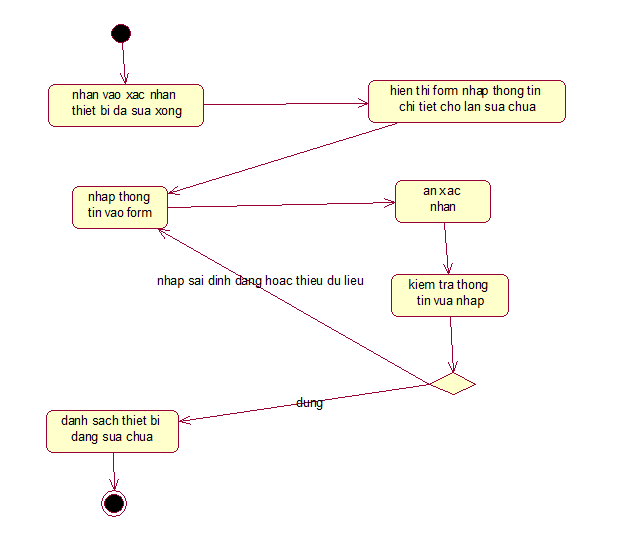 nhan vao xac nhan
thiet bi da sua xong
hien thi form nhap thong tin
chi tiet cho lan sua chua
nhap thong
tin vao form
an xac
nhan
nhap sai dinh dang hoac thieu du lieu
kiem tra thong
tin vua nhap
dung
danh sach thiet bi
dang sua chua